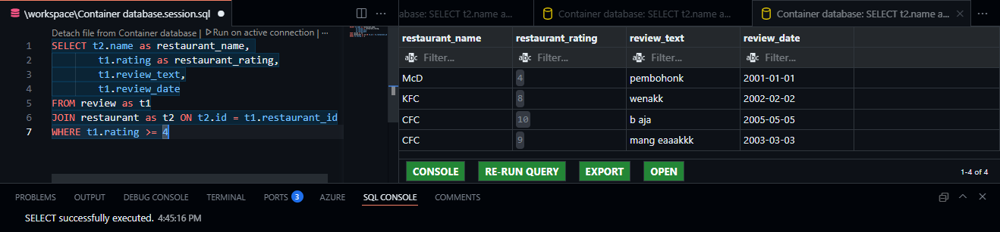 \workspace\Container database.session.sql
Detach file from Container database | Run on active connection | ···
1 SELECT t2.name as restaurant_name,
2 t1.rating as restaurant_rating,
3 t1.review_text,
4 t1.review_date
5 FROM review as t1
6 JOIN restaurant as t2 ON t2.id = t1.restaurant_id
7 WHERE t1.rating >= 4
abase: SELECT t2.name a...
Container database: SELECT t2.name a...
Container database: SELECT t2.name a...
restaurant_name restaurant_rating review_text review_date
abc Filter... abc Filter... abc Filter... abc Filter...
McD 4 pembohonk 2001-01-01
KFC 8 wenakk 2002-02-02
CFC 10 b aja 2005-05-05
CFC 9 mang eaaakkk 2003-03-03
CONSOLE RE-RUN QUERY EXPORT OPEN 1-4 of 4
PROBLEMS OUTPUT DEBUG CONSOLE TERMINAL PORTS 3 AZURE SQL CONSOLE COMMENTS
SELECT successfully executed. 4:45:16 PM